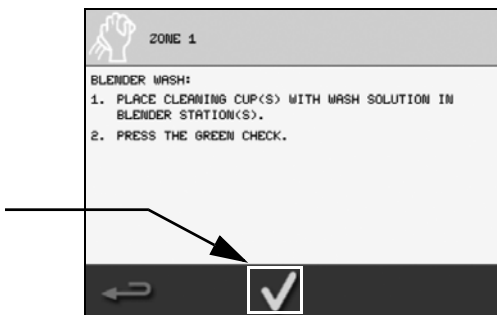 ZONE 1
BLENDER WASH:
1. PLACE CLEANING CUP(S) WITH WASH SOLUTION IN
BLENDER STATION(S).
2. PRESS THE GREEN CHECK.